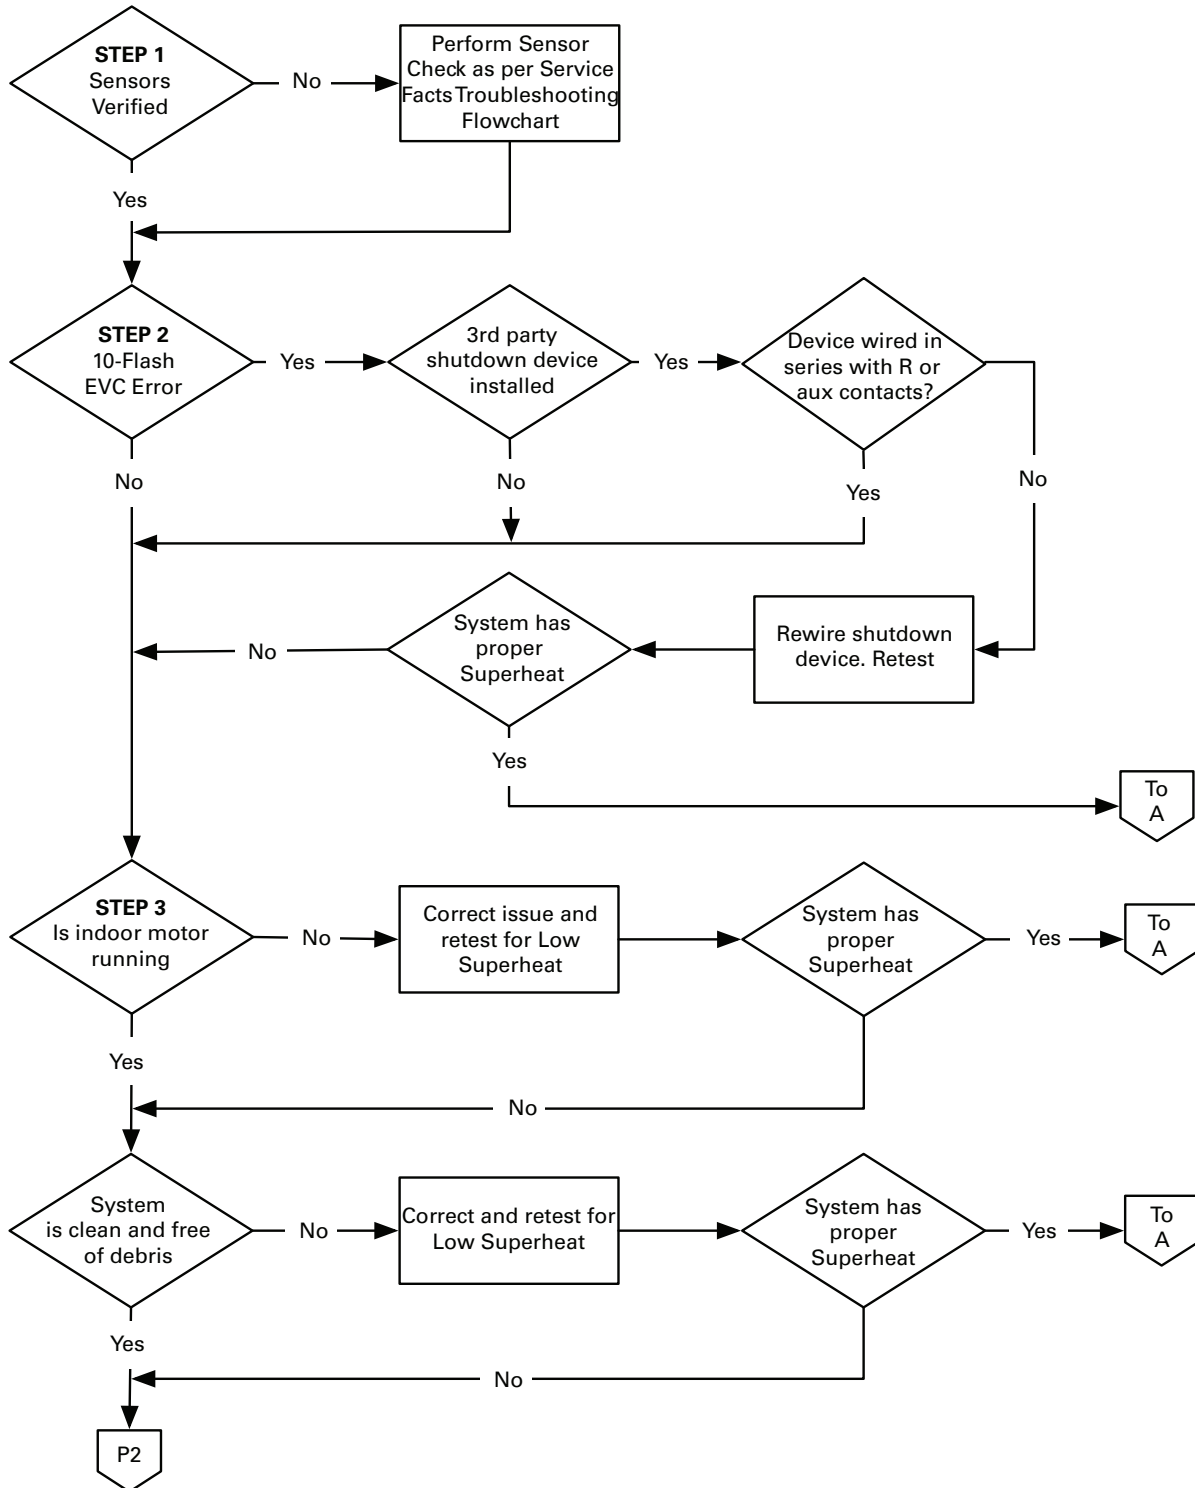 STEP 1
Sensors
Verified
No
Perform Sensor
Check as per Service
Facts Troubleshooting
Flowchart
Yes
STEP 2
10-Flash
EVC Error
Yes
3rd party
shutdown device
installed
Yes
Device wired in
series with R or
aux contacts?
No
No
Yes
No
System has
proper
Superheat
No
Rewire shutdown
device. Retest
Yes
To
A
STEP 3
Is indoor motor
running
No
Correct issue and
retest for Low
Superheat
System has
proper
Superheat
Yes
To
A
Yes
No
System
is clean and free
of debris
No
Correct and retest for
Low Superheat
System has
proper
Superheat
Yes
To
A
Yes
No
P2